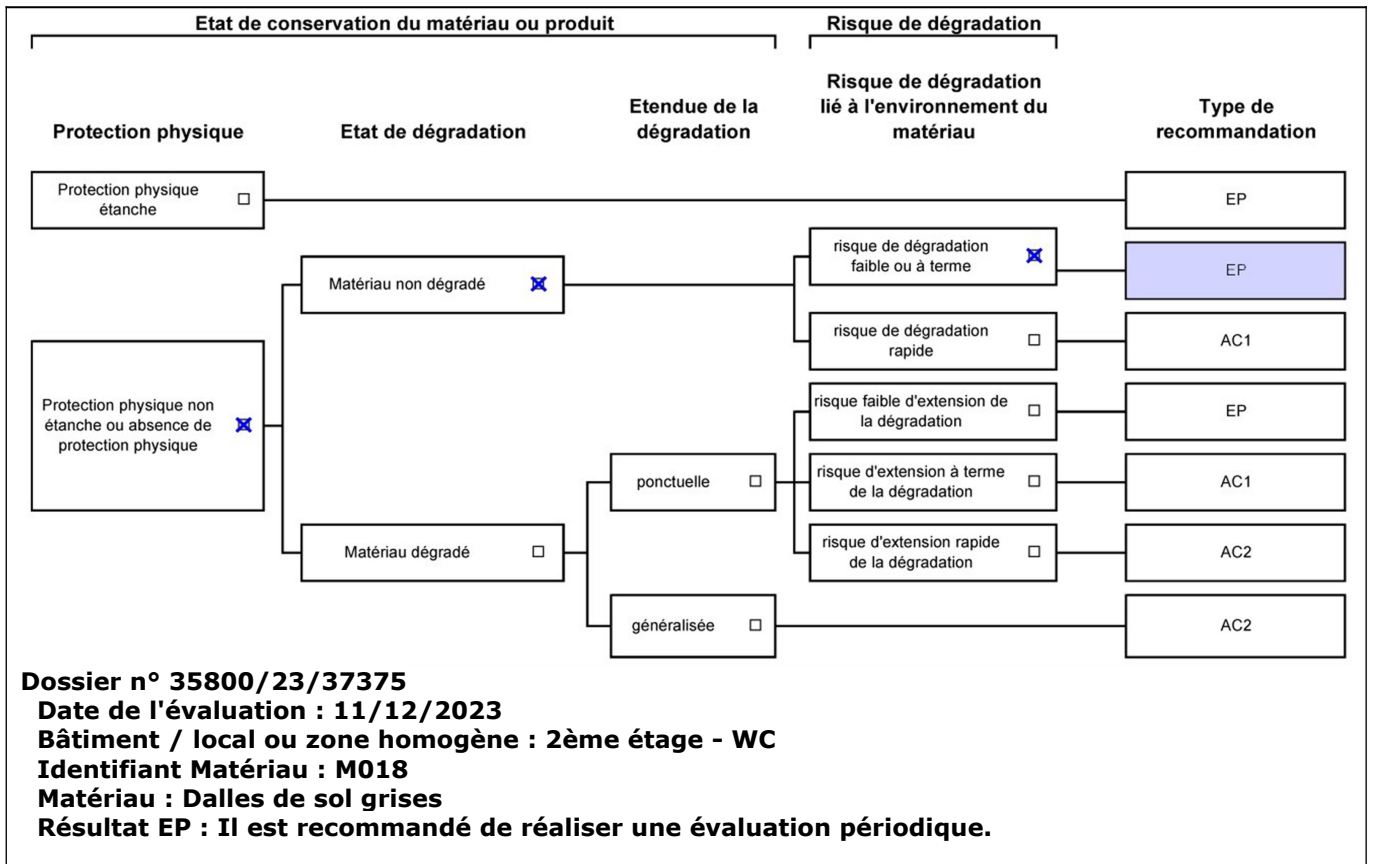 Etat de conservation du matériau ou produit
Risque de dégradation
Protection physique
Etat de dégradation
Etendue de la
dégradation
Risque de dégradation
lié à l'environnement du
matériau
Type de
recommandation
Protection physique
étanche
EP
risque de dégradation
faible ou à terme
EP
Matériau non dégradé
risque de dégradation
rapide
AC1
Protection physique non
étanche ou absence de
protection physique
risque faible d'extension de
la dégradation
EP
ponctuelle
risque d'extension à terme
de la dégradation
AC1
Matériau dégradé
risque d'extension rapide
de la dégradation
AC2
généralisée
AC2
Dossier n° 35800/23/37375
Date de l'évaluation : 11/12/2023
Bâtiment / local ou zone homogène : 2ème étage - WC
Identifiant Matériau : M018
Matériau : Dalles de sol grises
Résultat EP : Il est recommandé de réaliser une évaluation périodique.